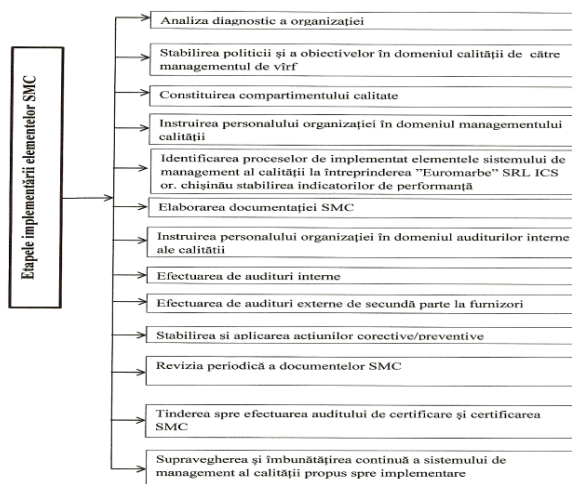 Etapele implementării elementelor SMC
Analiza diagnostic a organizației
Stabilirea politicii și a obiectivelor în domeniul calității de către
managementul de vîrf
Constituirea compartimentului calitate
Instruirea personalului organizației în domeniul managementului
calității
Identificarea proceselor de implementat elementele sistemului de
management al calității la întreprinderea ”Euromarbe” SRL ICS
or. chișinău stabilirea indicatorilor de performanță
Elaborarea documentației SMC
Instruirea personalului organizației în domeniul auditurilor interne
ale calității
Efectuarea de audituri interne
Efectuarea de audituri externe de secundă parte la furnizori
Stabilirea si aplicarea acțiunilor corective/preventive
Revizia periodică a documentelor SMC
Tinderea spre efectuarea auditului de certificare și certificarea
SMC
Supravegherea și îmbunătățirea continuă a sistemului de
management al calității propus spre implementare